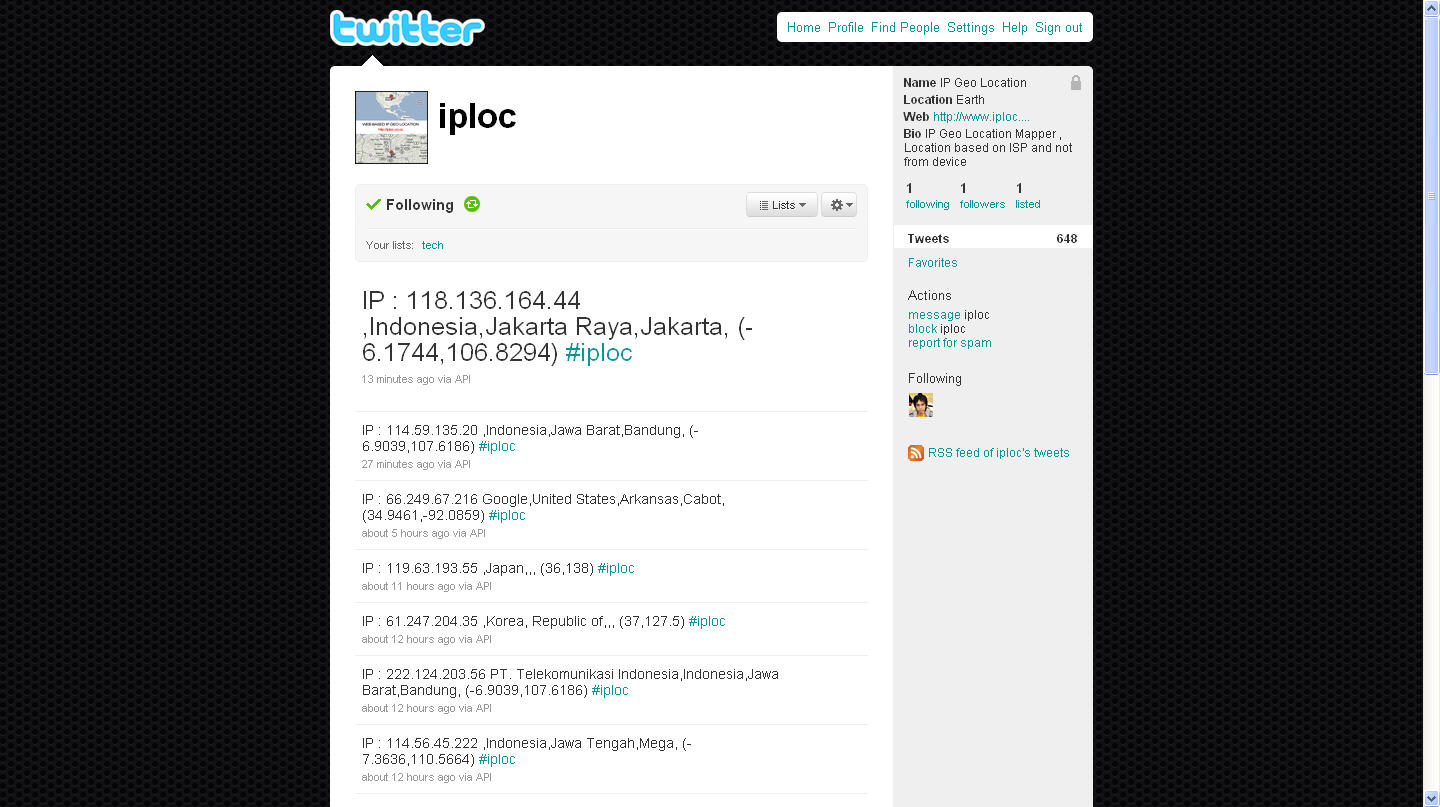 twitter
Home Profile Find People Settings Help Sign out
iploc
Following
Lists
Your lists: tech
IP : 118.136.164.44
,Indonesia,Jakarta Raya,Jakarta, (-
6.1744,106.8294) #iploc
13 minutes ago via API
IP : 114.59.135.20 ,Indonesia,Jawa Barat,Bandung, (-
6.9039,107.6186) #iploc
27 minutes ago via API
IP : 66.249.67.216 Google,United States,Arkansas,Cabot,
(34.9461,-92.0859) #iploc
about 5 hours ago via API
IP : 119.63.193.55 ,Japan,,, (36,138) #iploc
about 11 hours ago via API
IP : 61.247.204.35 ,Korea, Republic of,,, (37,127.5) #iploc
about 12 hours ago via API
IP : 222.124.203.56 PT. Telekomunikasi Indonesia,Indonesia,Jawa
Barat,Bandung, (-6.9039,107.6186) #iploc
about 12 hours ago via API
IP : 114.56.45.222 ,Indonesia,Jawa Tengah,Mega, (-
7.3636,110.5664) #iploc
about 12 hours ago via API
Name IP Geo Location
Location Earth
Web http://www.iploc....
Bio IP Geo Location Mapper ,
Location based on ISP and not
from device
1 1 1
following followers listed
Tweets 648
Favorites
Actions
message iploc
block iploc
report for spam
Following
RSS feed of iploc's tweets